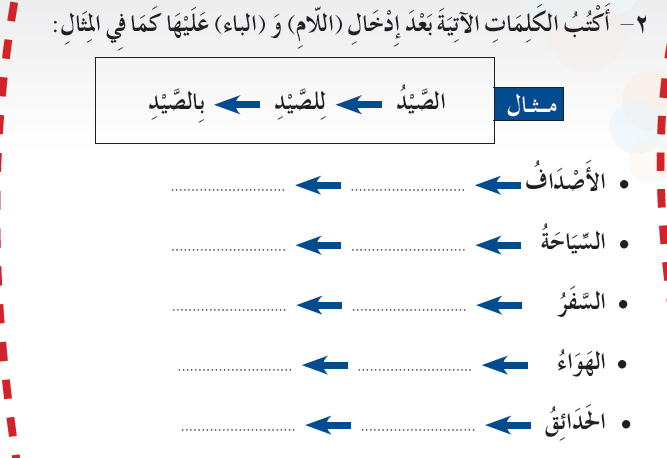 ٢- أَكْتُبُ الكَلِمَاتِ الآتِيَةَ بَعْدَ إِدْخَالِ (اللّامِ) وَ (الباء) عَلَيْهَا كَمَا فِي المِثَالِ:
مـثـال الصَّيْدُ لِلصَّيْدِ بِالصَّيْدِ
• الأَصْدَافُ ........................ ........................
• السِّيَاحَةُ ........................ ........................
• السَّفَرُ ........................ ........................
• الهَوَاءُ ........................ ........................
• الحَدَائِقُ ........................ ........................